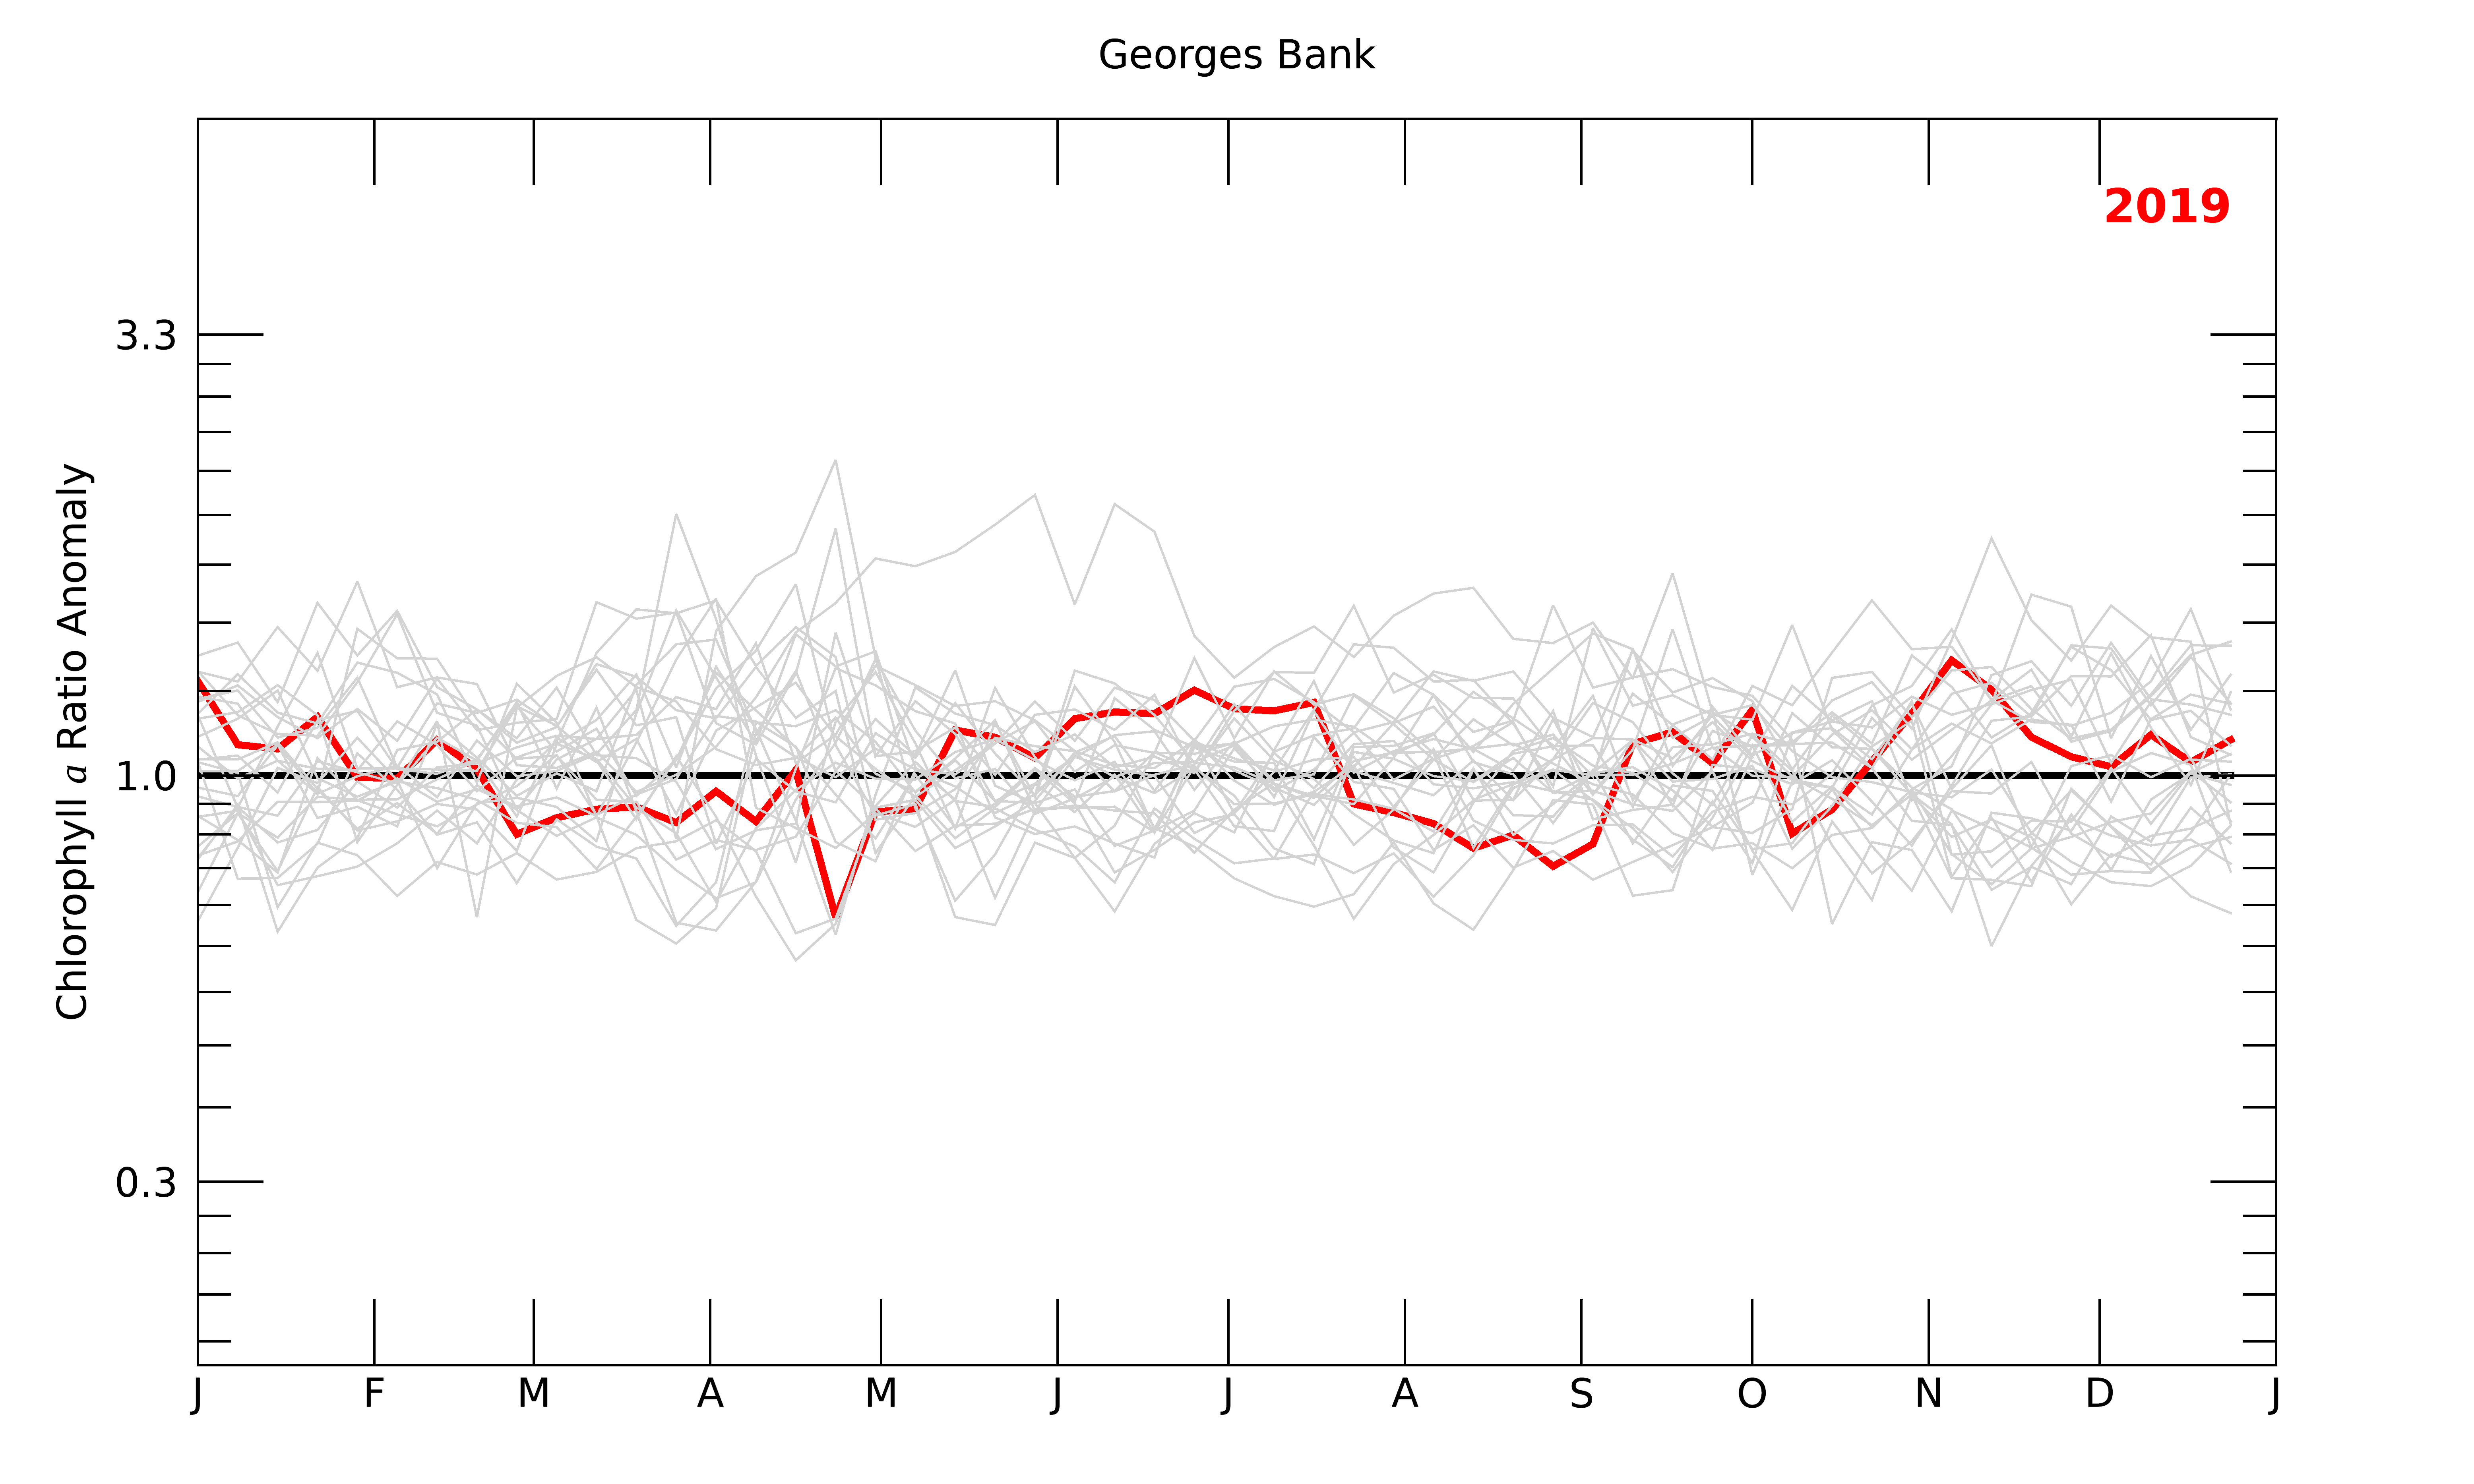 Georges Bank
2019
3.3
1.0
0.3
Chlorophyll a Ratio Anomaly
J F M A M J J A S O N D J